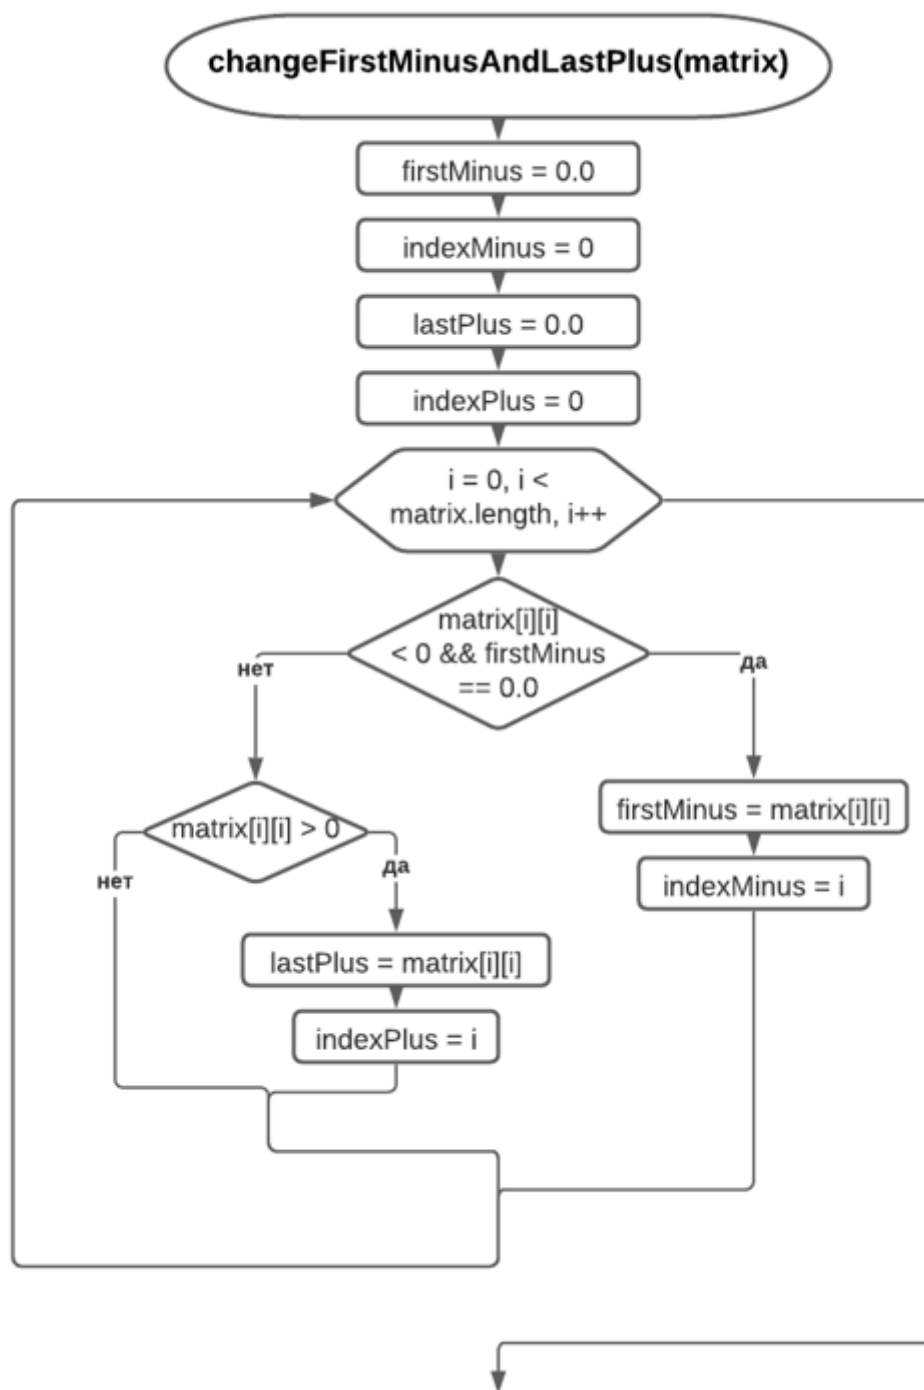 changeFirstMinusAndLastPlus(matrix)
firstMinus = 0.0
indexMinus = 0
lastPlus = 0.0
indexPlus = 0
i = 0, i <
matrix.length, i++
matrix[i][i]
< 0 && firstMinus
== 0.0
нет
да
matrix[i][i] > 0
firstMinus = matrix[i][i]
нет
да
indexMinus = i
lastPlus = matrix[i][i]
indexPlus = i